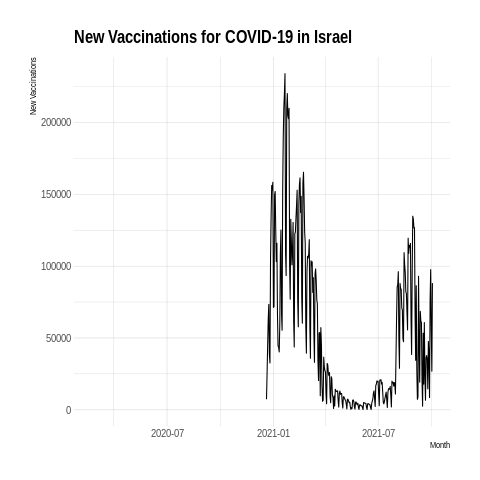 New Vaccinations for COVID-19 in Israel
New Vaccinations
200000
150000
100000
50000
0
2020-07
2021-01
2021-07
Month